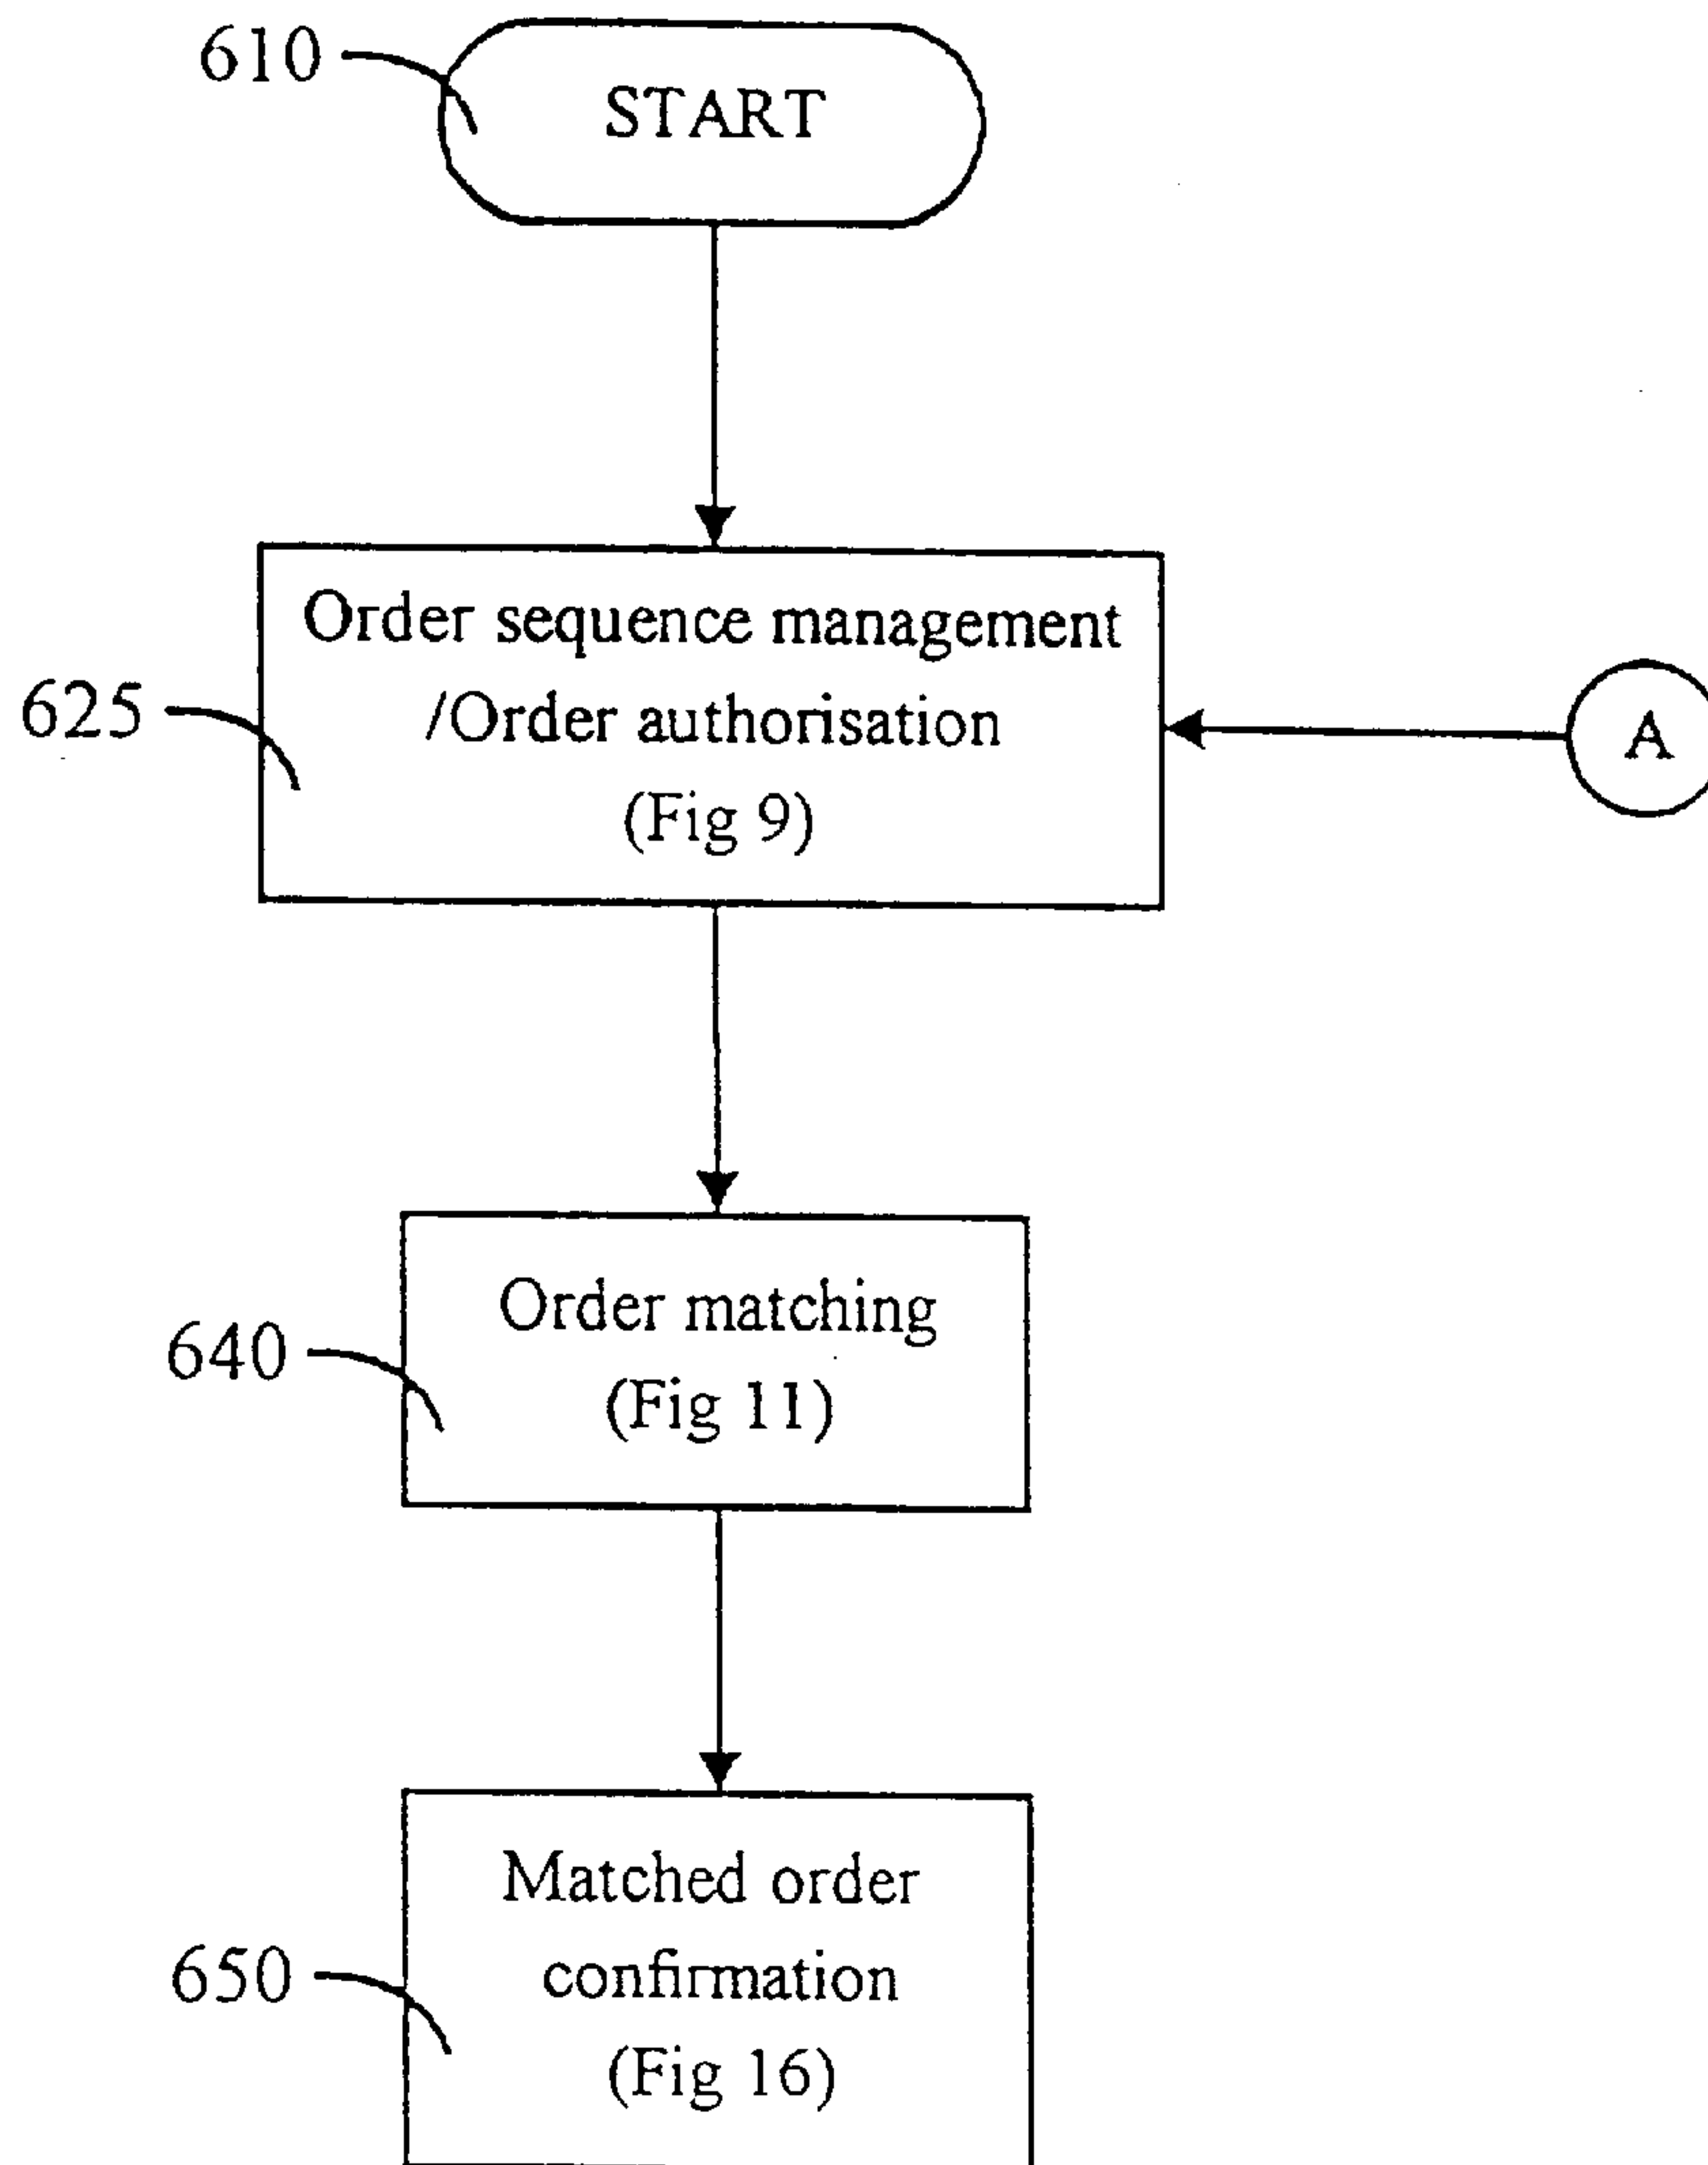 610
START
Order sequence management
/Order authorisation
(Fig 9)
625
A
Order matching
(Fig 11)
640
Matched order
confirmation
(Fig 16)
650